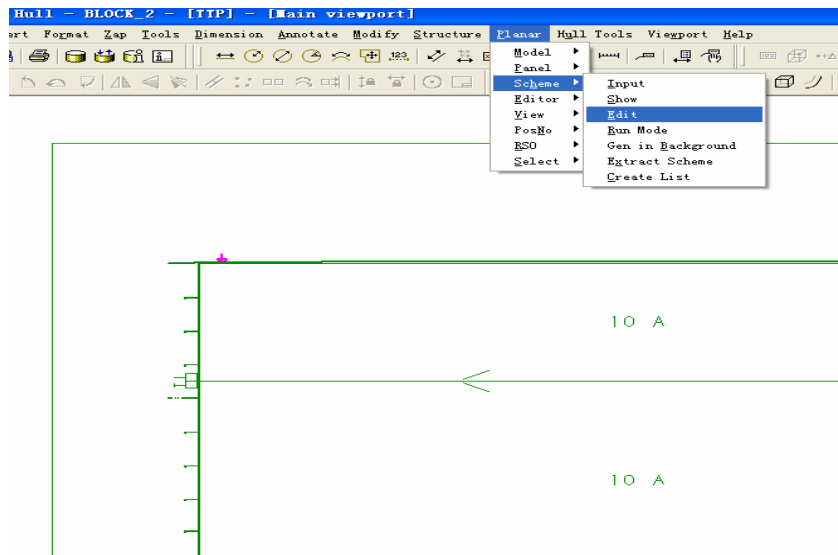 Hull - BLOCK_2 - [TTP] - [Main viewport]
ert Format Zap Tools Dimension Annotate Modify Structure Planar Hull Tools Viewport Help
123
Model
Panel
Scheme
Editor
View
PosNo
RSO
Select
Input
Show
Edit
Run Mode
Gen in Background
Extract Scheme
Create List
10 A
10 A